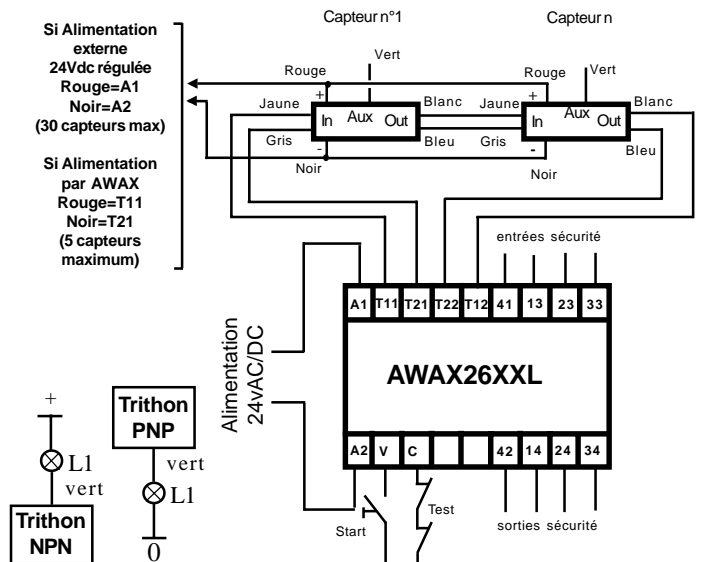 Capteur n°1
Capteur n
Si Alimentation
externe
24Vdc régulée
Rouge=A1
Noir=A2
(30 capteurs max)
Si Alimentation
par AWAX
Rouge=T11
Noir=T21
(5 capteurs
maximum)
Vert
Vert
Rouge
Rouge
+
+
Jaune
In
Aux
Out
Blanc
Jaune
In
Aux
Out
Blanc
Gris
-
Bleu
Gris
-
Bleu
Noir
Noir
entrées sécurité
A1
T11
T21
T22
T12
41
13
23
33
Alimentation
24vAC/DC
AWAX26XXL
A2
V
C
42
14
24
34
Start
Test
sorties sécurité
+
L1
vert
Trithon
NPN
Trithon
PNP
vert
L1
0